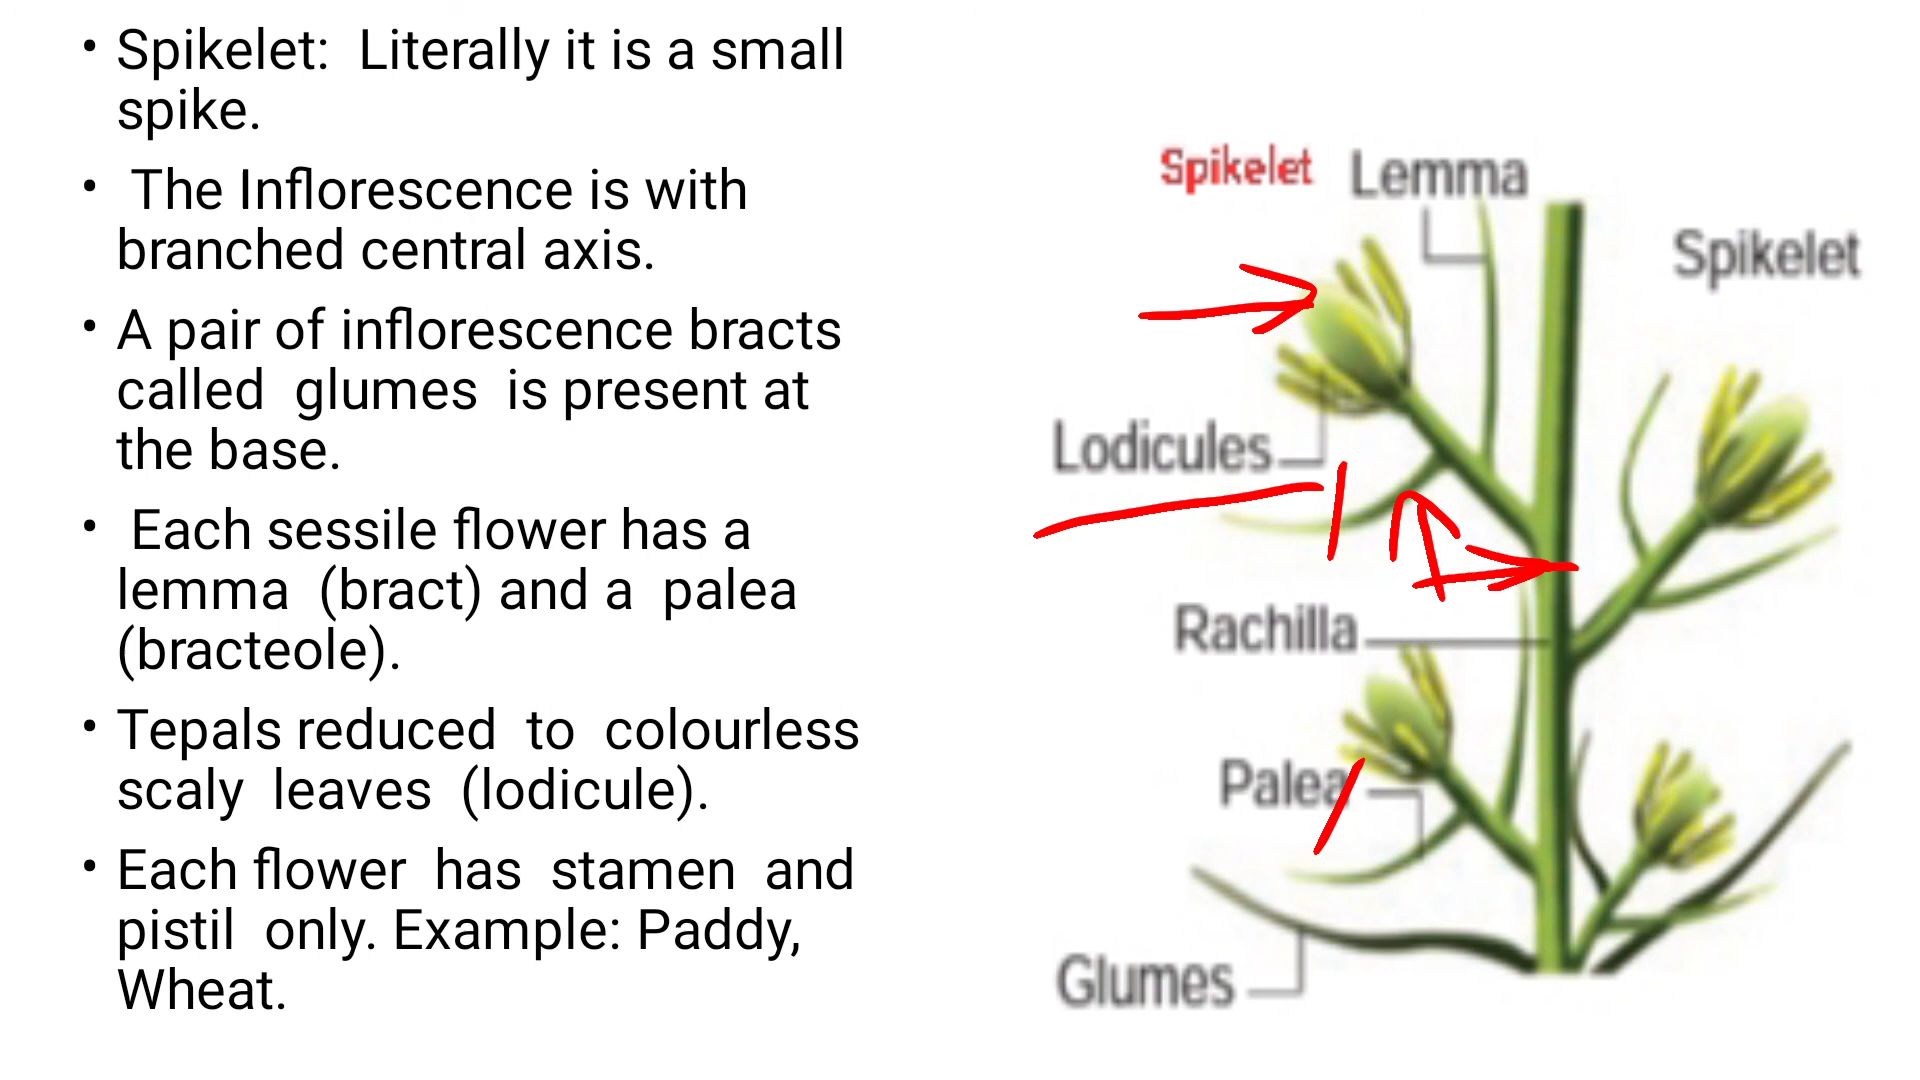 • Spikelet: Literally it is a small
spike.
• The Inflorescence is with
branched central axis.
• A pair of inflorescence bracts
called glumes is present at
the base.
• Each sessile flower has a
lemma (bract) and a palea
(bracteole).
• Tepals reduced to colourless
scaly leaves (lodicule).
• Each flower has stamen and
pistil only. Example: Paddy,
Wheat.
Spikelet
Lemma
Spikelet
Lodicules
Rachilla
Palea
Glumes